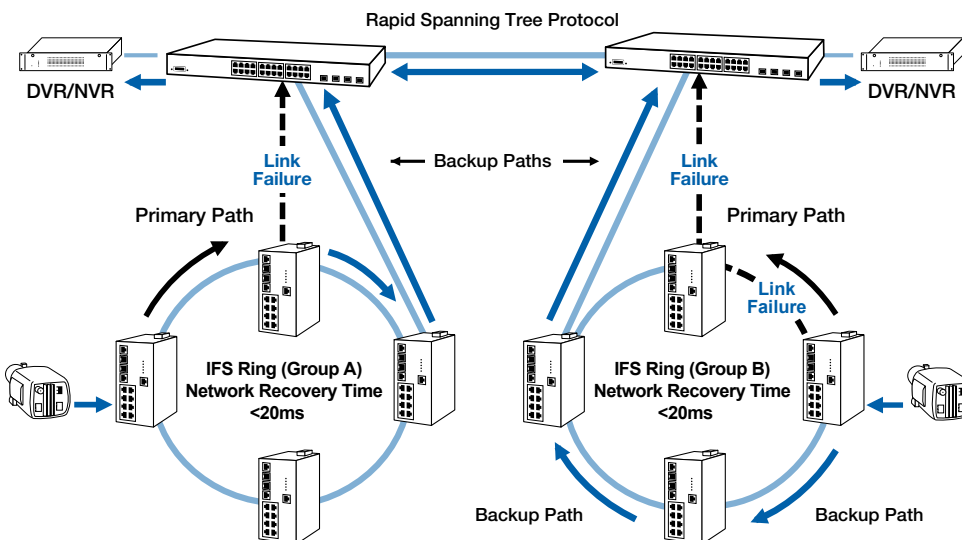 Rapid Spanning Tree Protocol
DVR/NVR
DVR/NVR
Link
Failure
Backup Paths
Link
Failure
Primary Path
Primary Path
Link
Failure
IFS Ring (Group A)
Network Recovery Time
<20ms
IFS Ring (Group B)
Network Recovery Time
<20ms
Backup Path
Backup Path